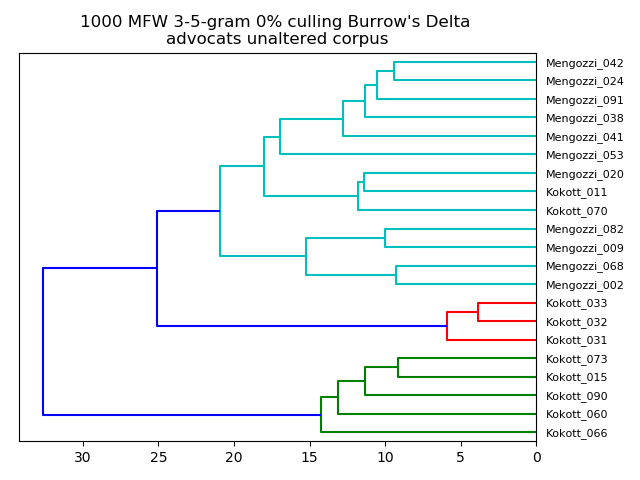 1000 MFW 3-5-gram 0% culling Burrow's Delta
advocats unaltered corpus
Mengozzi_042
Mengozzi_024
Mengozzi_091
Mengozzi_038
Mengozzi_041
Mengozzi_053
Mengozzi_020
Kokott_011
Kokott_070
Mengozzi_082
Mengozzi_009
Mengozzi_068
Mengozzi_002
Kokott_033
Kokott_032
Kokott_031
Kokott_073
Kokott_015
Kokott_090
Kokott_060
Kokott_066
30 25 20 15 10 5 0